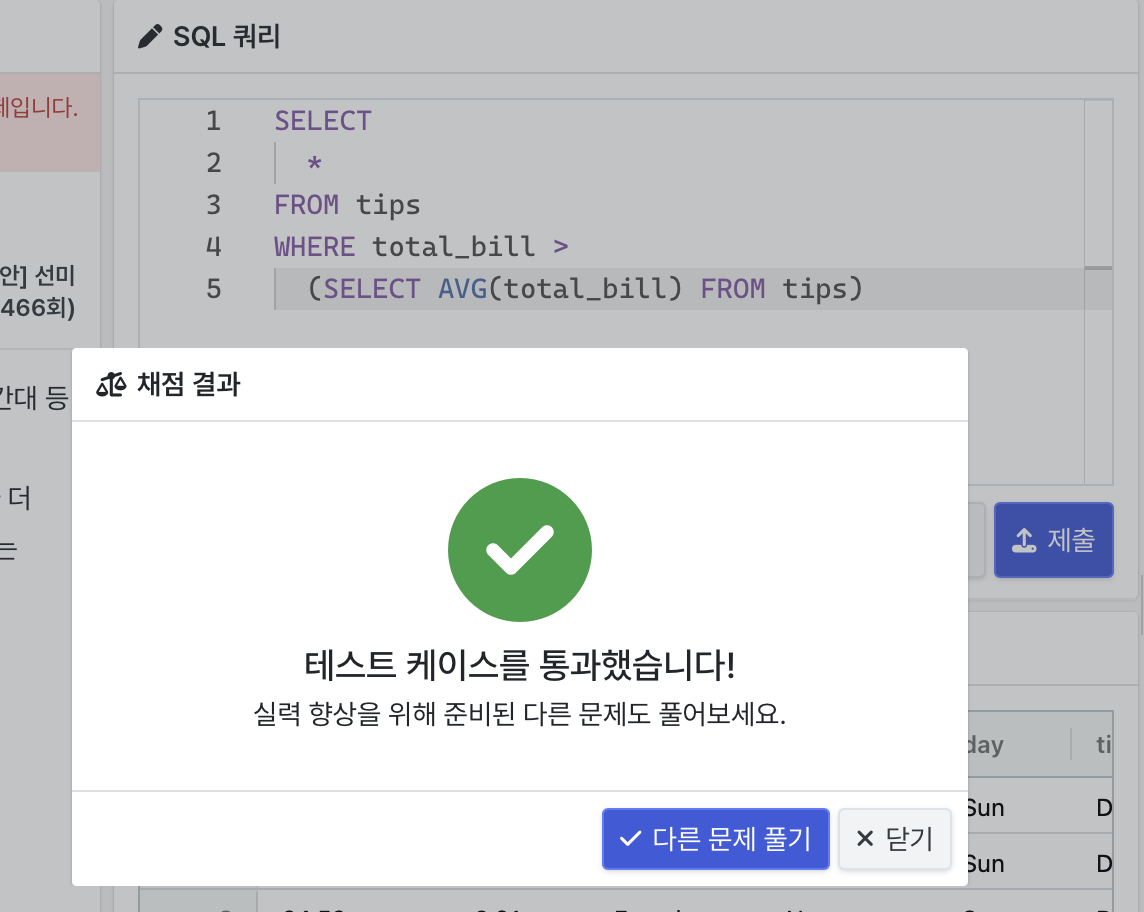 SQL 쿼리
제입니다.
1 SELECT
2 *
3 FROM tips
4 WHERE total_bill >
5 (SELECT AVG(total_bill) FROM tips)
안] 선미
466회)
간대 등
더
는
채점 결과
제출
테스트 케이스를 통과했습니다!
실력 향상을 위해 준비된 다른 문제도 풀어보세요.
day ti
Sun D
다른 문제 풀기 닫기
Sun D